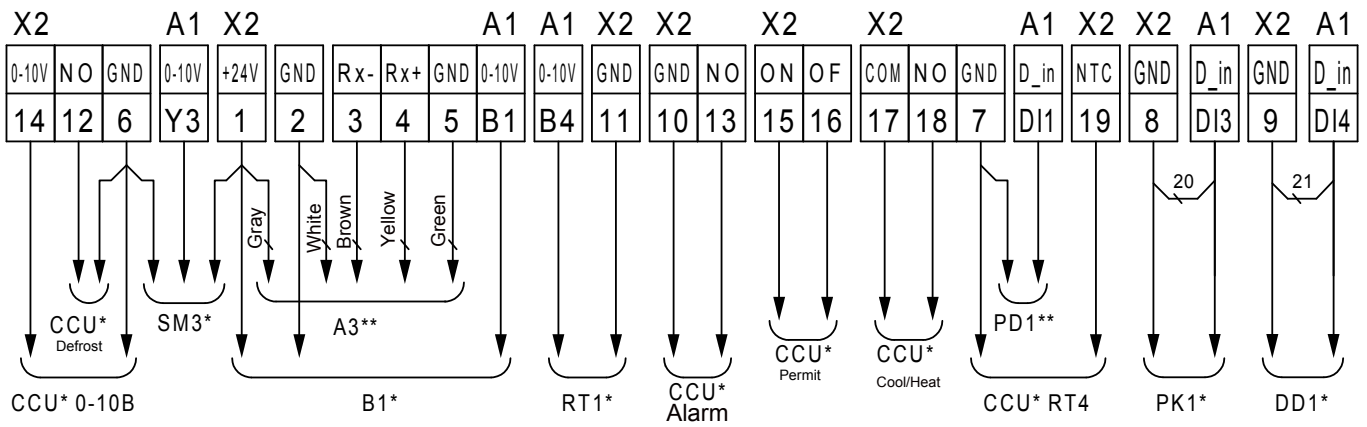 X2 A1 X2 A1 A1 X2 X2 X2 X2 A1 X2 X2 A1 X2 A1
0-10V NO GND 0-10V +24V GND Rx- Rx+ GND 0-10V 0-10V GND GND NO ON OF COM NO GND D_in NTC GND D_in GND D_in
14 12 6 Y3 1 2 3 4 5 B1 B4 11 10 13 15 16 17 18 7 DI1 19 8 DI3 9 DI4
20 21
Gray White Brown Yellow Green
CCU* SM3* A3** PD1**
Defrost
CCU* CCU*
Permit Cool/Heat
CCU* 0-10B B1* RT1* CCU* CCU* RT4 PK1* DD1*
Alarm